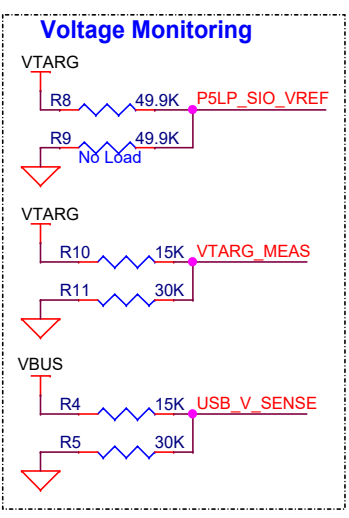 Voltage Monitoring
VTARG
R8 49.9K P5LP_SIO_VREF
R9 49.9K
No Load
VTARG
R10 15K VTARG_MEAS
R11 30K
VBUS
R4 15K USB_V_SENSE
R5 30K